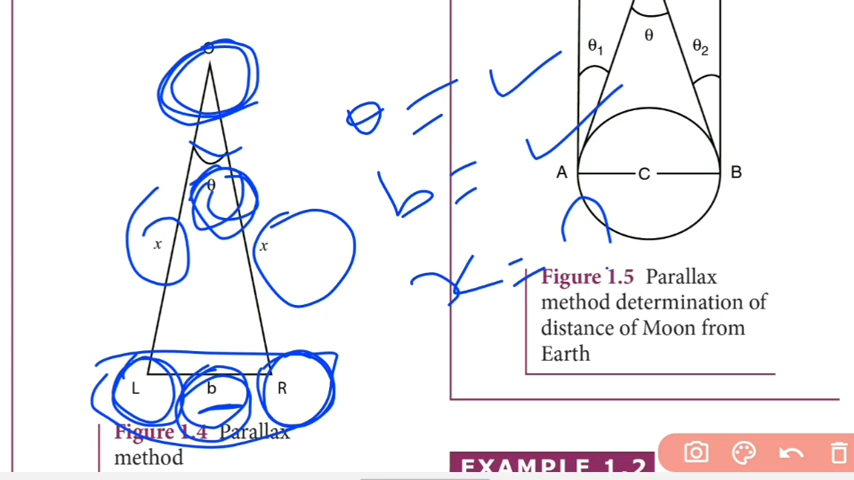 O
θ
x
x
L b R
Figure 1.4 Parallax
method
θ =
b =
x =
θ1 θ θ2
A C B
Figure 1.5 Parallax
method determination of
distance of Moon from
Earth
EXAMPLE 1.2